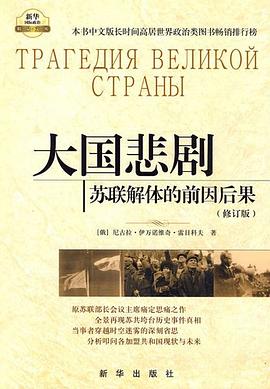 新华
本书中文版长时间高居世界政治类图书畅销排行榜
ТРАГЕДИЯ ВЕЛИКОЙ
СТРАНЫ
大国悲剧
苏联解体的前因后果
（修订版）
［俄］尼古拉·伊万诺维奇·雷日科夫 著
原苏联部长会议主席痛定思痛之作
全景再现苏共垮台历史事件真相
当事者穿越时空迷雾的深刻省思
分析叩问各加盟共和国现状与未来
新华出版社